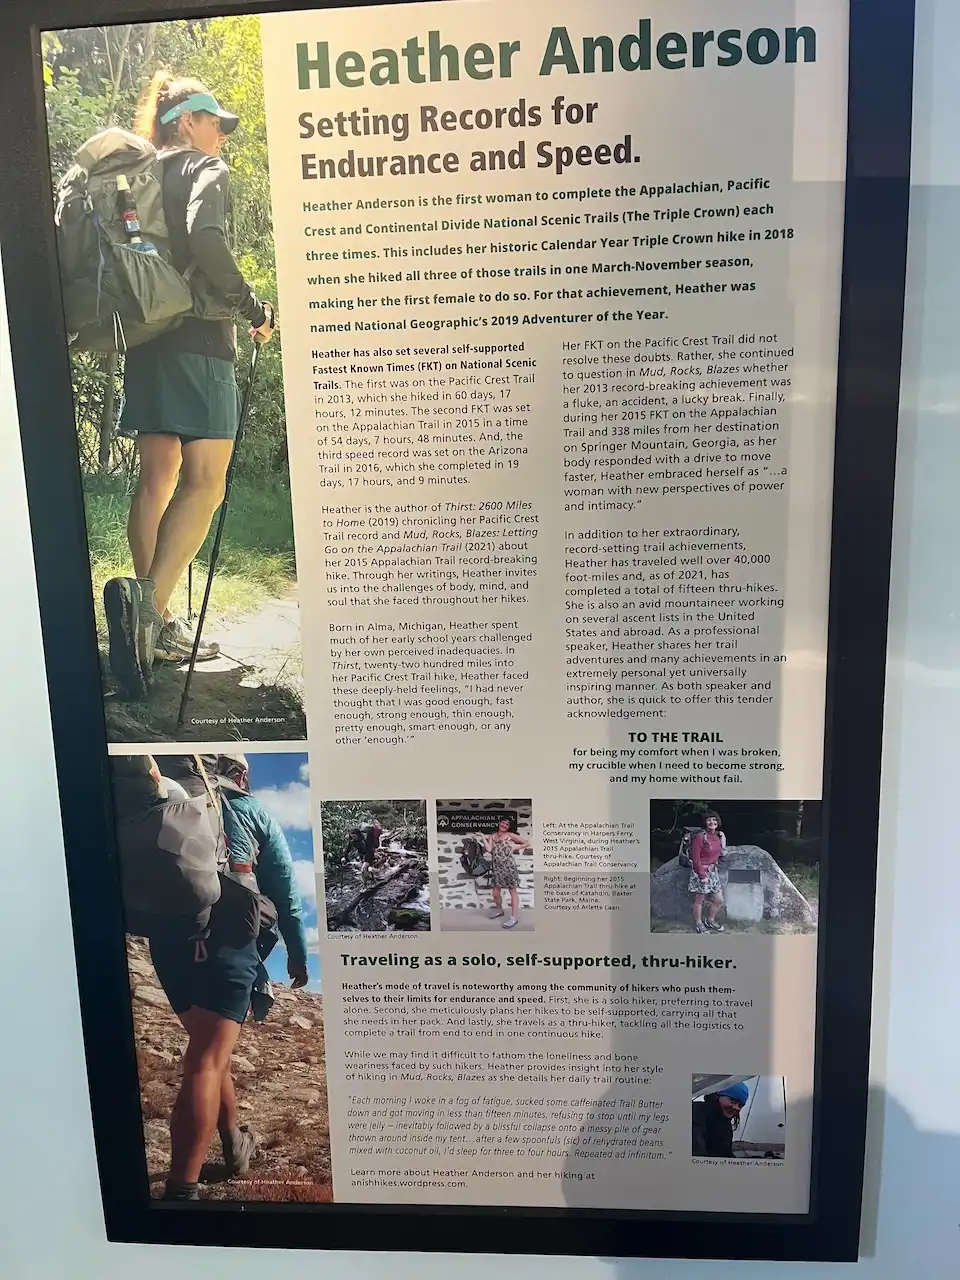 Heather Anderson
Setting Records for
Endurance and Speed.
Heather Anderson is the first woman to complete the Appalachian, Pacific
Crest and Continental Divide National Scenic Trails (The Triple Crown) each
three times. This includes her historic Calendar Year Triple Crown hike in 2018
when she hiked all three of those trails in one March-November season,
making her the first female to do so. For that achievement, Heather was
named National Geographic's 2019 Adventurer of the Year.
Heather has also set several self-supported
Fastest Known Times (FKT) on National Scenic
Trails. The first was on the Pacific Crest Trail
in 2013, which she hiked in 60 days, 17
hours, 12 minutes. The second FKT was set
on the Appalachian Trail in 2015 in a time
of 54 days, 7 hours, 48 minutes. And, the
third speed record was set on the Arizona
Trail in 2016, which she completed in 19
days, 17 hours, and 9 minutes.
Heather is the author of Thirst: 2600 Miles
to Home (2019) chronicling her Pacific Crest
Trail record and Mud, Rocks, Blazes: Letting
Go on the Appalachian Trail (2021) about
her 2015 Appalachian Trail record-breaking
hike. Through her writings, Heather invites
us into the challenges of body, mind, and
soul that she faced throughout her hikes.
Born in Alma, Michigan, Heather spent
much of her early school years challenged
by her own perceived inadequacies. In
Thirst, twenty-two hundred miles into
her Pacific Crest Trail hike, Heather faced
these deeply-held feelings, "I had never
thought that I was good enough, fast
enough, strong enough, thin enough,
pretty enough, smart enough, or any
other 'enough.'"
Her FKT on the Pacific Crest Trail did not
resolve these doubts. Rather, she continued
to question in Mud, Rocks, Blazes whether
her 2013 record-breaking achievement was
a fluke, an accident, a lucky break. Finally,
during her 2015 FKT on the Appalachian
Trail and 338 miles from her destination
on Springer Mountain, Georgia, as her
body responded with a drive to move
faster, Heather embraced herself as "...a
woman with new perspectives of power
and intimacy."
In addition to her extraordinary,
record-setting trail achievements,
Heather has traveled well over 40,000
foot-miles and, as of 2021, has
completed a total of fifteen thru-hikes.
She is also an avid mountaineer working
on several ascent lists in the United
States and abroad. As a professional
speaker, Heather shares her trail
adventures and many achievements in an
extremely personal yet universally
inspiring manner. As both speaker and
author, she is quick to offer this tender
acknowledgement:
TO THE TRAIL
for being my comfort when I was broken,
my crucible when I need to become strong,
and my home without fail.
Courtesy of Heather Anderson
APPALACHIAN TRAIL
CONSERVANCY
Left: At the Appalachian Trail
Conservancy in Harpers Ferry,
West Virginia, during Heather's
2015 Appalachian Trail
thru-hike. Courtesy of
Appalachian Trail Conservancy.
Right: Beginning her 2015
Appalachian Trail thru-hike at
the base of Katahdin, Baxter
State Park, Maine.
Courtesy of Arlette Laan.
Courtesy of Heather Anderson
Traveling as a solo, self-supported, thru-hiker.
Heather's mode of travel is noteworthy among the community of hikers who push them-
selves to their limits for endurance and speed. First, she is a solo hiker, preferring to travel
alone. Second, she meticulously plans her hikes to be self-supported, carrying all that
she needs in her pack. And lastly, she travels as a thru-hiker, tackling all the logistics to
complete a trail from end to end in one continuous hike.
While we may find it difficult to fathom the loneliness and bone
weariness faced by such hikers, Heather provides insight into her style
of hiking in Mud, Rocks, Blazes as she details her daily trail routine:
"Each morning I woke in a fog of fatigue, sucked some caffeinated Trail Butter
down and got moving in less than fifteen minutes, refusing to stop until my legs
were jelly – inevitably followed by a blissful collapse onto a messy pile of gear
thrown around inside my tent...after a few spoonfuls (sic) of rehydrated beans
mixed with coconut oil, I'd sleep for three to four hours. Repeated ad infinitum."
Courtesy of Heather Anderson
Learn more about Heather Anderson and her hiking at
anishhikes.wordpress.com.
Courtesy of Heather Anderson